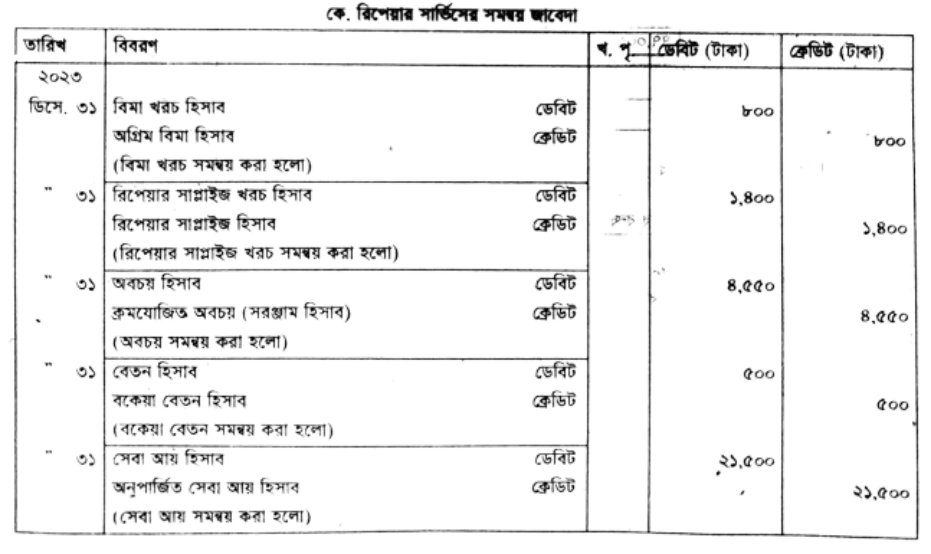 কে. রিপেয়ার সার্ভিসের সমন্বয় জাবেদা
তারিখ বিবরণ খ. পৃ. ডেবিট (টাকা) ক্রেডিট (টাকা)
২০২৩
ডিসে. ৩১ বিমা খরচ হিসাব ডেবিট ৮০০
অগ্রিম বিমা হিসাব ক্রেডিট ৮০০
(বিমা খরচ সমন্বয় করা হলো)
" ৩১ রিপেয়ার সাপ্লাইজ খরচ হিসাব ডেবিট ১,৪০০
রিপেয়ার সাপ্লাইজ হিসাব ক্রেডিট ১,৪০০
(রিপেয়ার সাপ্লাইজ খরচ সমন্বয় করা হলো)
" ৩১ অবচয় হিসাব ডেবিট ৪,৫৫০
ক্রমযোজিত অবচয় (সরঞ্জাম হিসাব) ক্রেডিট ৪,৫৫০
(অবচয় সমন্বয় করা হলো)
" ৩১ বেতন হিসাব ডেবিট ৫০০
বকেয়া বেতন হিসাব ক্রেডিট ৫০০
(বকেয়া বেতন সমন্বয় করা হলো)
" ৩১ সেবা আয় হিসাব ডেবিট ২১,৫০০
অনুপার্জিত সেবা আয় হিসাব ক্রেডিট ২১,৫০০
(সেবা আয় সমন্বয় করা হলো)